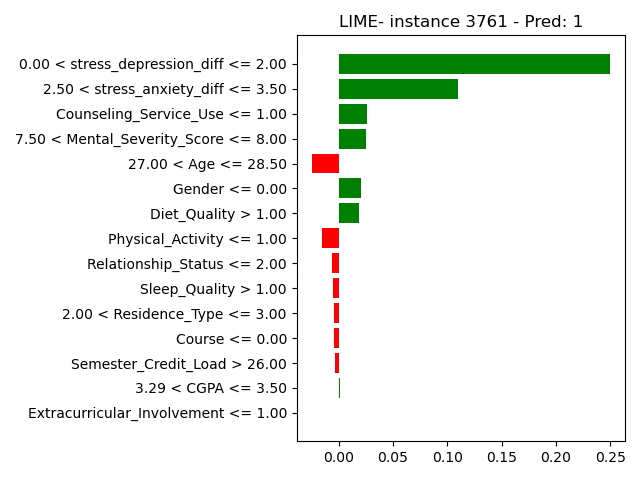 LIME- instance 3761 - Pred: 1
0.00 < stress_depression_diff <= 2.00
2.50 < stress_anxiety_diff <= 3.50
Counseling_Service_Use <= 1.00
7.50 < Mental_Severity_Score <= 8.00
27.00 < Age <= 28.50
Gender <= 0.00
Diet_Quality > 1.00
Physical_Activity <= 1.00
Relationship_Status <= 2.00
Sleep_Quality > 1.00
2.00 < Residence_Type <= 3.00
Course <= 0.00
Semester_Credit_Load > 26.00
3.29 < CGPA <= 3.50
Extracurricular_Involvement <= 1.00
0.00 0.05 0.10 0.15 0.20 0.25